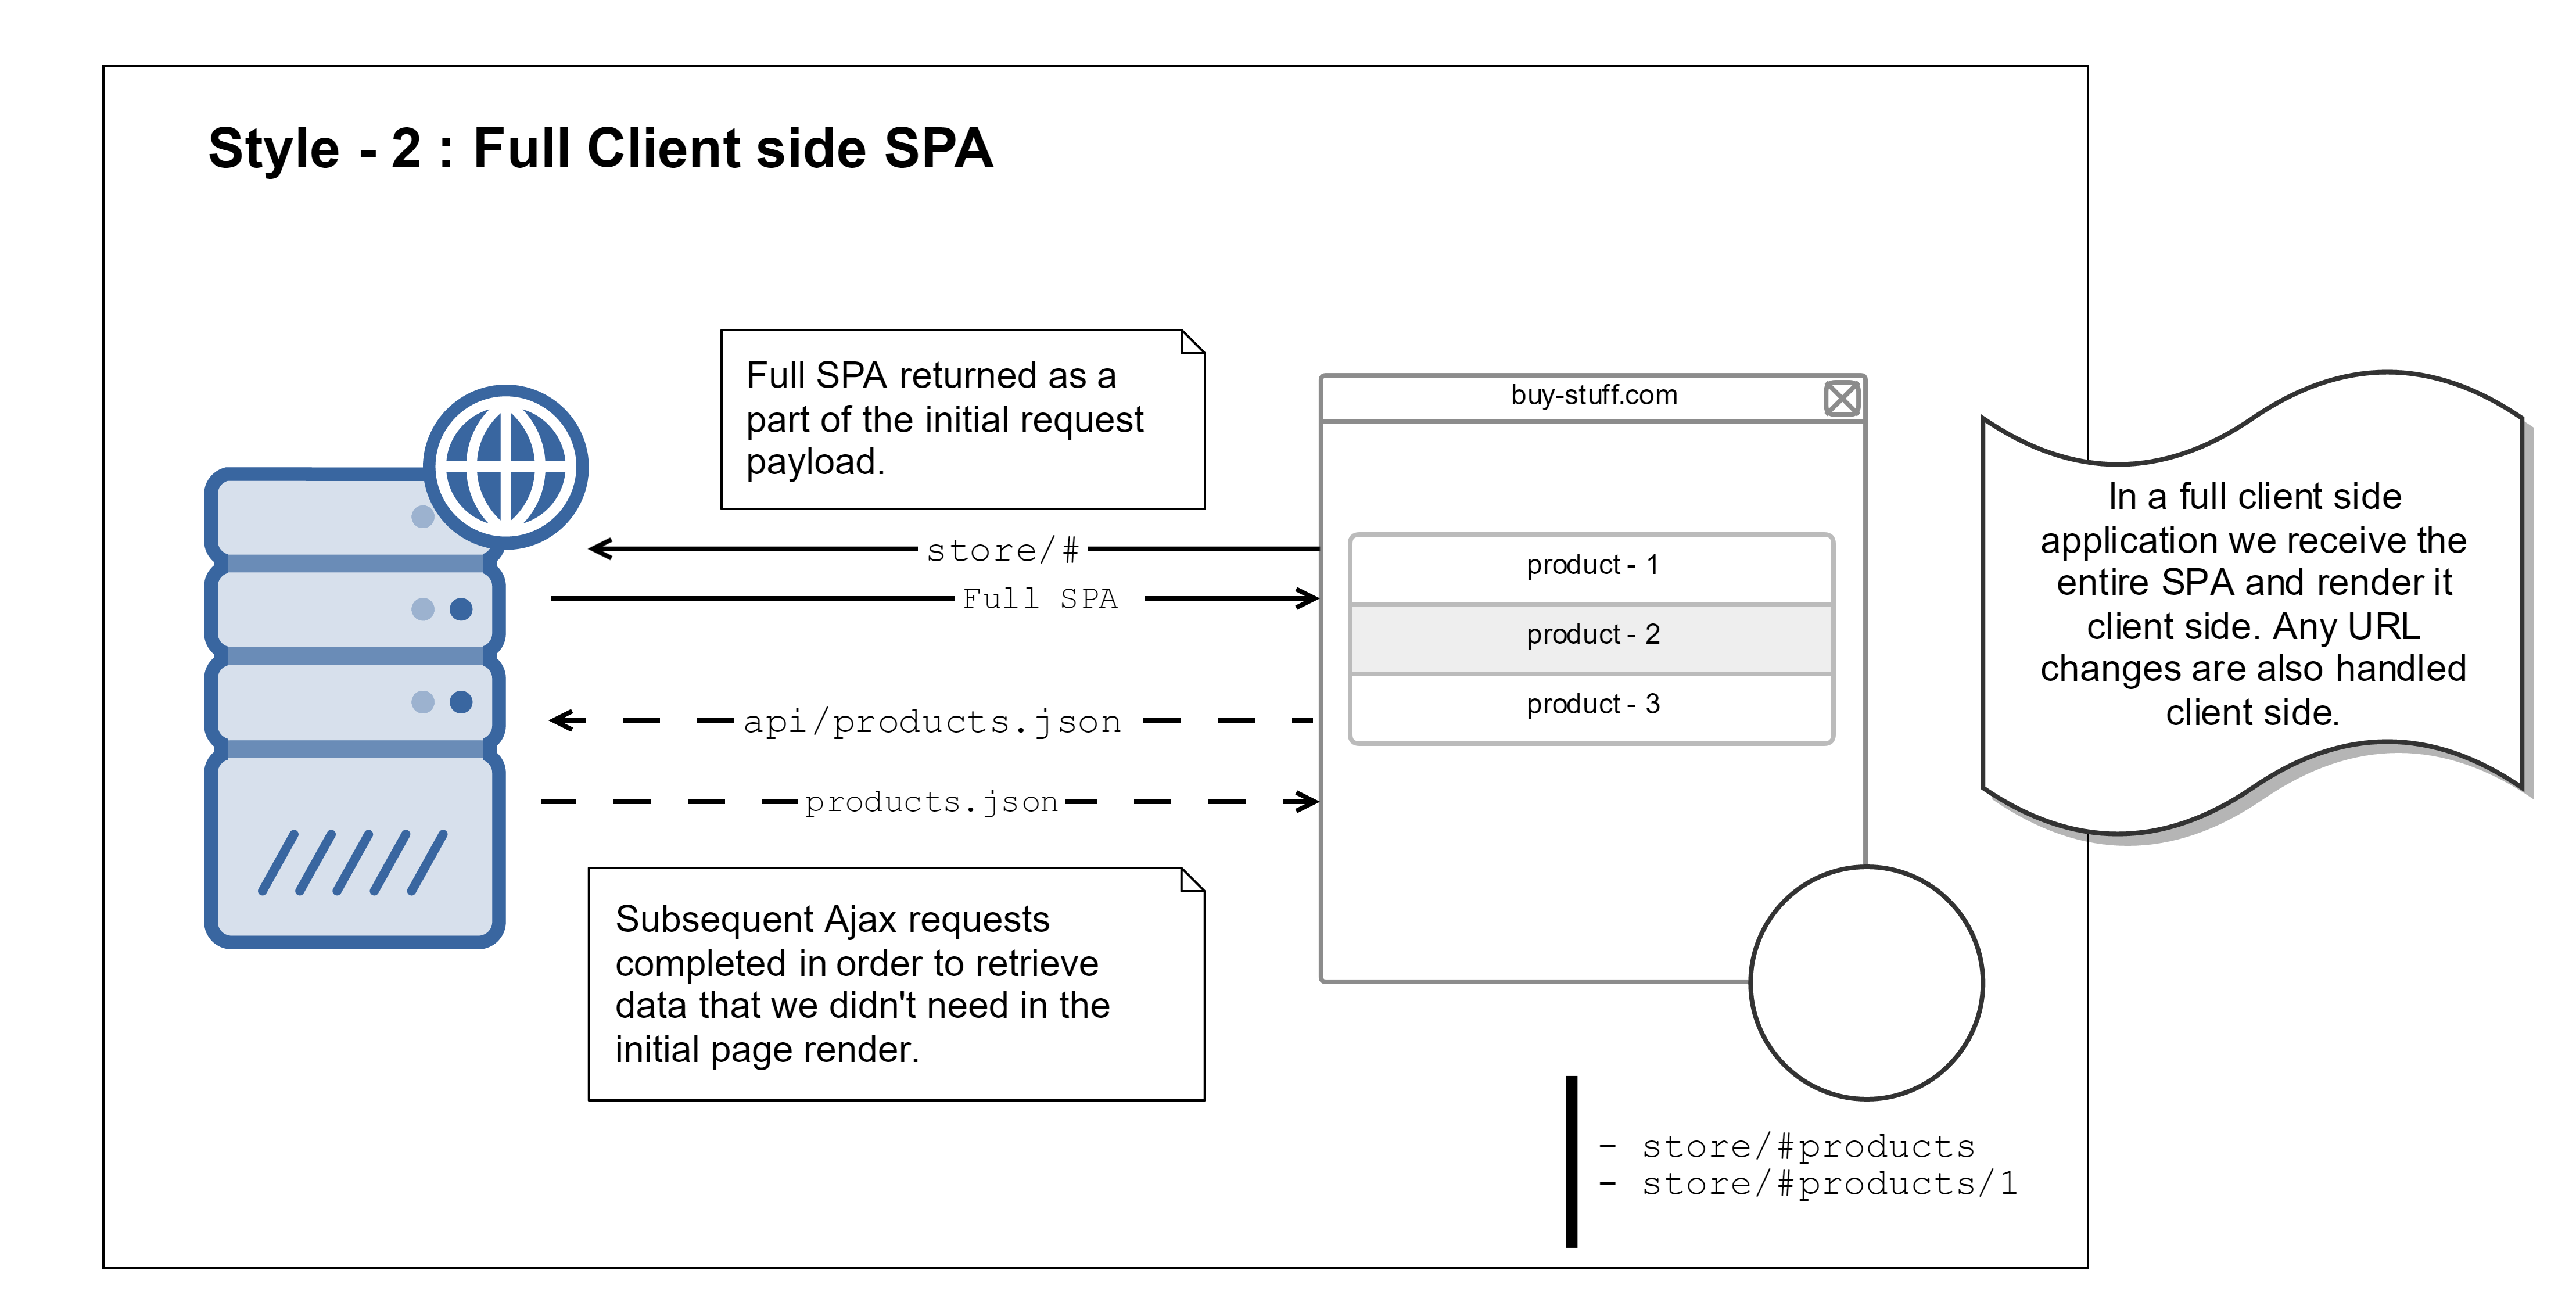 Style - 2 : Full Client side SPA
Full SPA returned as a
part of the initial request
payload.
buy-stuff.com
store/#
Full SPA
product - 1
product - 2
product - 3
api/products.json
products.json
In a full client side
application we receive the
entire SPA and render it
client side. Any URL
changes are also handled
client side.
Subsequent Ajax requests
completed in order to retrieve
data that we didn't need in the
initial page render.
- store/#products
- store/#products/1